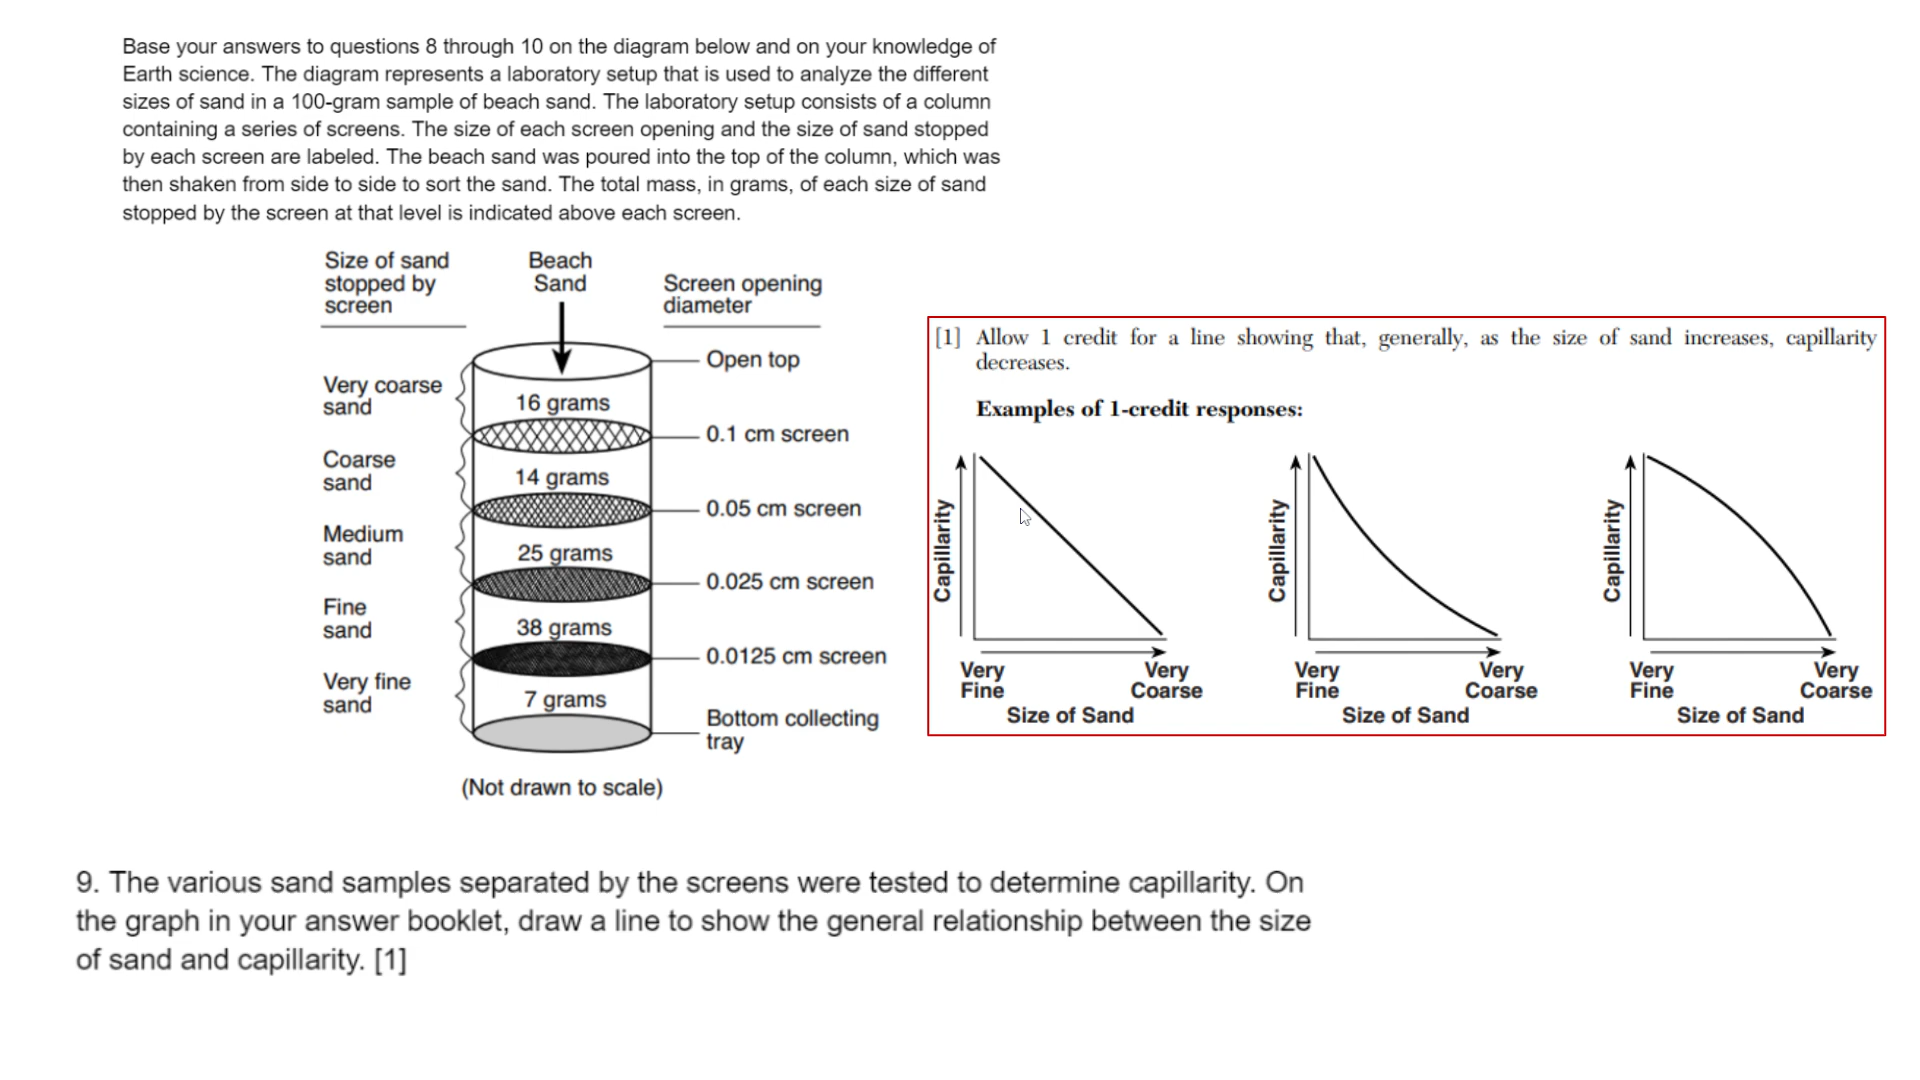 Base your answers to questions 8 through 10 on the diagram below and on your knowledge of
Earth science. The diagram represents a laboratory setup that is used to analyze the different
sizes of sand in a 100-gram sample of beach sand. The laboratory setup consists of a column
containing a series of screens. The size of each screen opening and the size of sand stopped
by each screen are labeled. The beach sand was poured into the top of the column, which was
then shaken from side to side to sort the sand. The total mass, in grams, of each size of sand
stopped by the screen at that level is indicated above each screen.
Size of sand
stopped by
screen
Beach
Sand
Screen opening
diameter
Open top
Very coarse
sand
16 grams
0.1 cm screen
Coarse
sand
14 grams
0.05 cm screen
Medium
sand
25 grams
0.025 cm screen
Fine
sand
38 grams
0.0125 cm screen
Very fine
sand
7 grams
Bottom collecting
tray
(Not drawn to scale)
[1] Allow 1 credit for a line showing that, generally, as the size of sand increases, capillarity
decreases.
Examples of 1-credit responses:
Capillarity
Very
Fine
Very
Coarse
Size of Sand
Capillarity
Very
Fine
Very
Coarse
Size of Sand
Capillarity
Very
Fine
Very
Coarse
Size of Sand
9. The various sand samples separated by the screens were tested to determine capillarity. On
the graph in your answer booklet, draw a line to show the general relationship between the size
of sand and capillarity. [1]